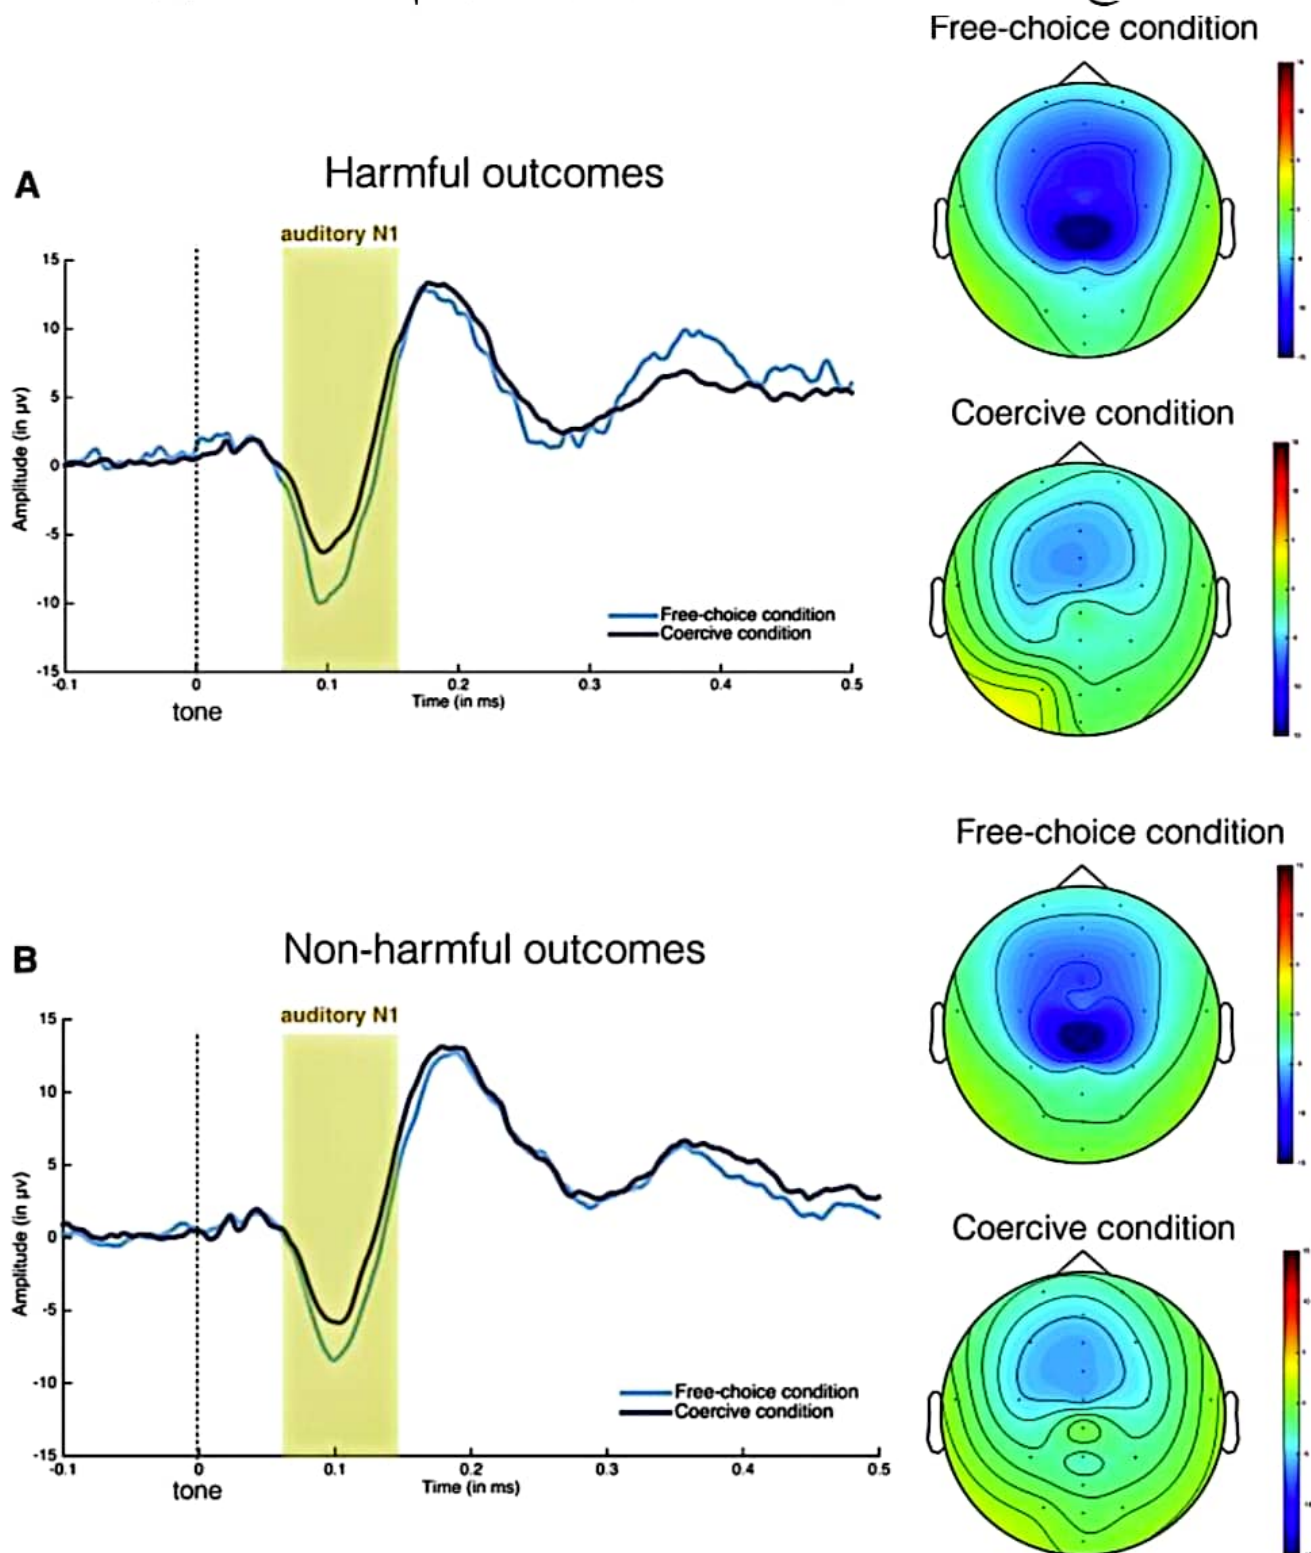 Free-choice condition
A
Harmful outcomes
auditory N1
15
10
5
0
-5
-10
-15
Amplitude (in µv)
Free-choice condition
Coercive condition
-0.1 0 0.1 0.2 0.3 0.4 0.5
Time (in ms)
tone
Coercive condition
Free-choice condition
B
Non-harmful outcomes
auditory N1
15
10
5
0
-5
-10
-15
Amplitude (in µv)
Free-choice condition
Coercive condition
-0.1 0 0.1 0.2 0.3 0.4 0.5
Time (in ms)
tone
Coercive condition